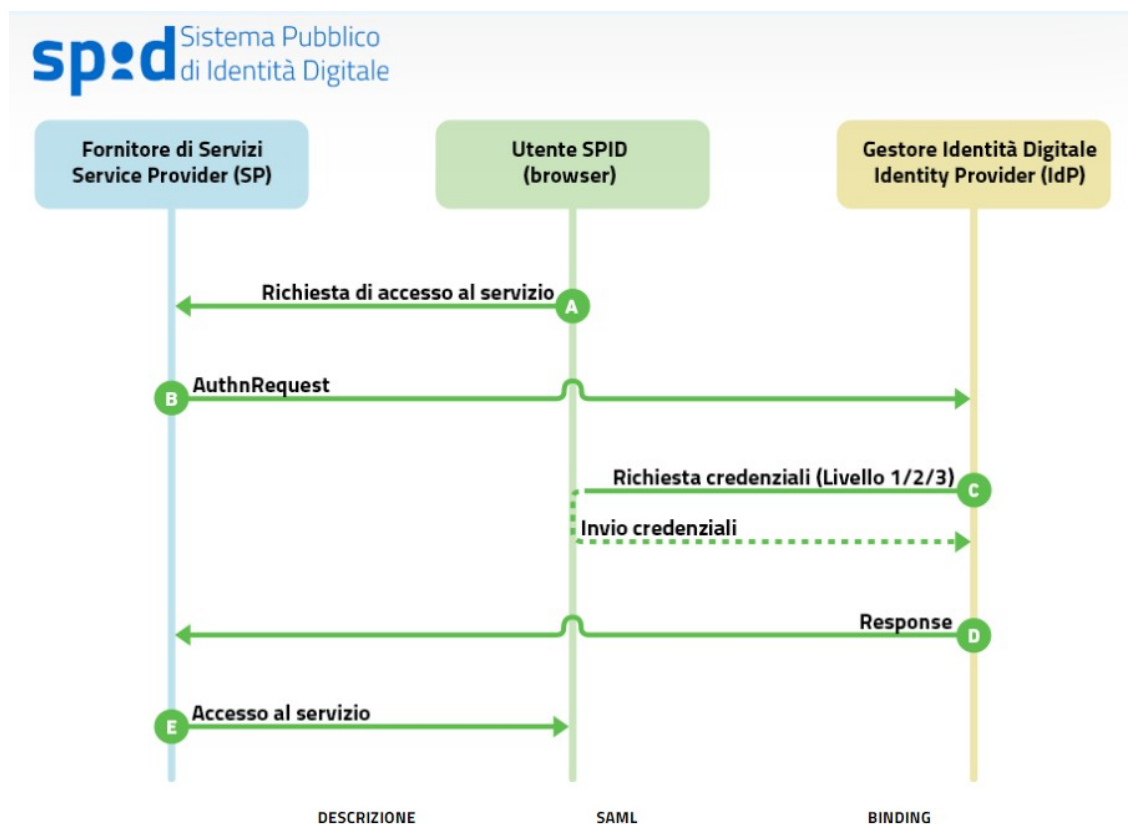 spid
Sistema Pubblico
di Identità Digitale
Fornitore di Servizi
Service Provider (SP)
Utente SPID
(browser)
Gestore Identità Digitale
Identity Provider (IdP)
Richiesta di accesso al servizio
A
AuthnRequest
B
Richiesta credenziali (Livello 1/2/3)
C
Invio credenziali
Response
D
Accesso al servizio
E
DESCRIZIONE SAML BINDING